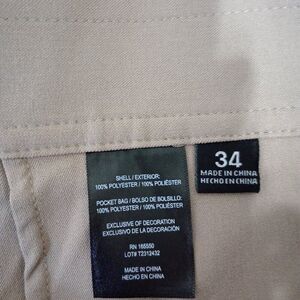 SHELL / EXTERIOR:
100% POLYESTER / 100% POLIÉSTER
POCKET BAG / BOLSO DE BOLSILLO:
100% POLYESTER / 100% POLIÉSTER
EXCLUSIVE OF DECORATION
EXCLUSIVO DE LA DECORACIÓN
RN 165550
LOT# T2312432
MADE IN CHINA
HECHO EN CHINA
34
MADE IN CHINA
HECHO EN CHINA